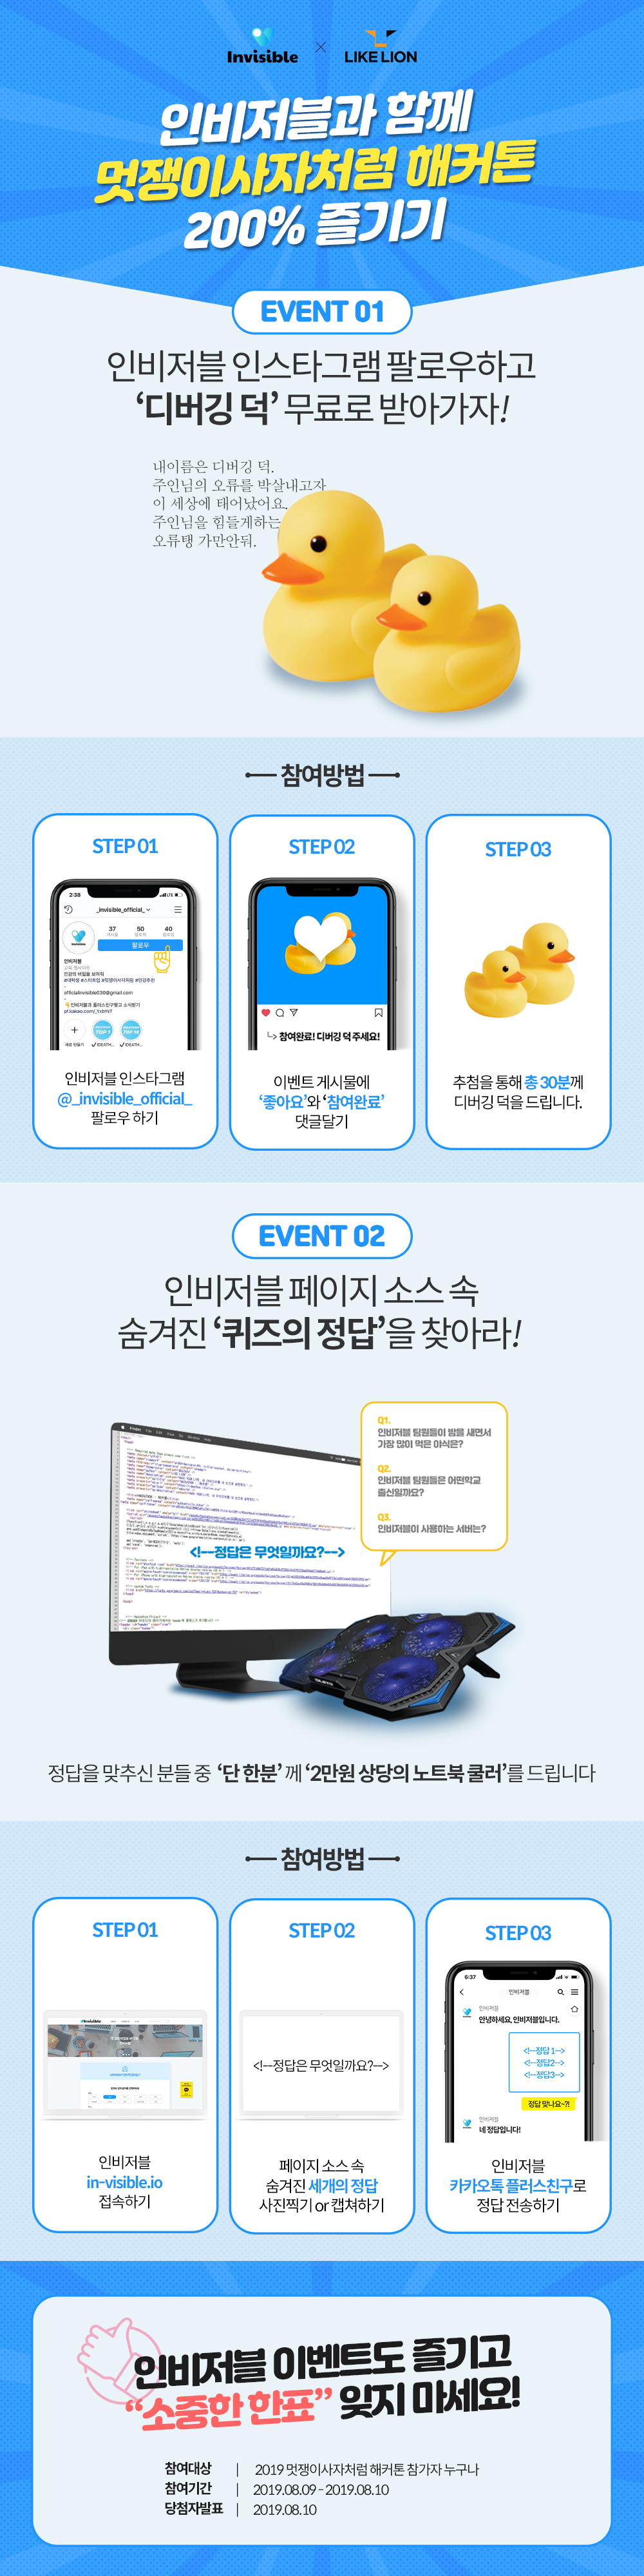 Invisible × LIKE LION
인비저블과 함께
멋쟁이사자처럼 해커톤
200% 즐기기
EVENT 01
인비저블 인스타그램 팔로우하고
‘디버깅 덕’ 무료로 받아가자!
내이름은 디버깅 덕.
주인님의 오류를 박살내고자
이 세상에 태어났어요.
주인님을 힘들게하는
오류탱 가만안둬.
참여방법
STEP 01
2:38
_invisible_official_
37 50 40
팔로우
인비저블
officialinvisible030@gmail.com
인비저블 인스타그램
@_invisible_official_
팔로우 하기
STEP 02
참여완료! 디버깅 덕 주세요!
이벤트 게시물에
‘좋아요’와 ‘참여완료’
댓글달기
STEP 03
추첨을 통해 총 30분께
디버깅 덕을 드립니다.
EVENT 02
인비저블 페이지 소스 속
숨겨진 ‘퀴즈의 정답’을 찾아라!
Q1.
인비저블 팀원들이 밤을 새면서
가장 많이 먹은 야식은?
Q2.
인비저블 팀원들은 어떤학교
출신일까요?
Q3.
인비저블이 사용하는 서버는?
<!--정답은 무엇일까요?-->
정답을 맞추신 분들 중 ‘단 한분’ 께 ‘2만원 상당의 노트북 쿨러’를 드립니다
참여방법
STEP 01
Invisible
인비저블
in-visible.io
접속하기
STEP 02
<!--정답은 무엇일까요?-->
페이지 소스 속
숨겨진 세개의 정답
사진찍기 or 캡쳐하기
STEP 03
6:37
인비저블
인비저블
안녕하세요, 인비저블입니다.
<!--정답 1-->
<!--정답2-->
<!--정답3-->
정답 맞나요~?!
인비저블
네 정답입니다!
인비저블
카카오톡 플러스친구로
정답 전송하기
인비저블 이벤트도 즐기고
“소중한 한표” 잊지 마세요!
참여대상 | 2019 멋쟁이사자처럼 해커톤 참가자 누구나
참여기간 | 2019.08.09 - 2019.08.10
당첨자발표 | 2019.08.10